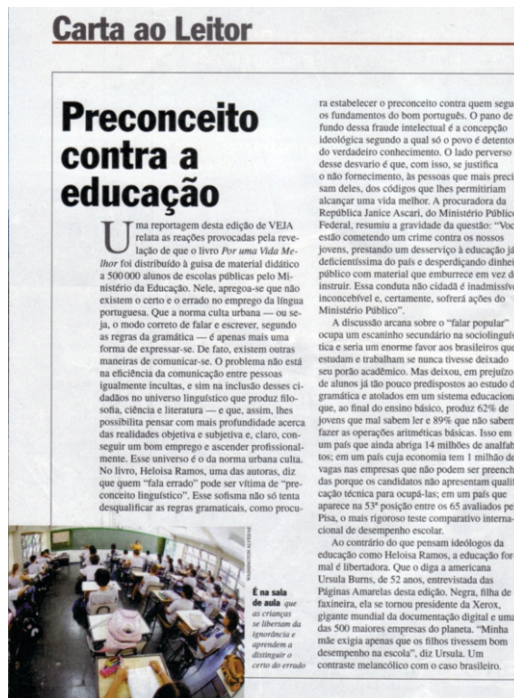 Carta ao Leitor
Preconceito
contra a
educação
Uma reportagem desta edição de VEJA
relata as reações provocadas pela reve-
lação de que o livro Por uma Vida Me-
lhor foi distribuído à guisa de material didático
a 500 000 alunos de escolas públicas pelo Mi-
nistério da Educação. Nele, apregoa-se que não
existem o certo e o errado no emprego da língua
portuguesa. Que a norma culta urbana — ou se-
ja, o modo correto de falar e escrever, segundo
as regras da gramática — é apenas mais uma
forma de expressar-se. De fato, existem outras
maneiras de comunicar-se. O problema não está
na eficiência da comunicação entre pessoas
igualmente incultas, e sim na inclusão desses ci-
dadãos no universo linguístico que produz filo-
sofia, ciência e literatura — e que, assim, lhes
possibilita pensar com mais profundidade acerca
das realidades objetiva e subjetiva e, claro, con-
seguir um bom emprego e ascender profissional-
mente. Esse universo é o da norma urbana culta.
No livro, Heloisa Ramos, uma das autoras, diz
que quem “fala errado” pode ser vítima de “pre-
conceito linguístico”. Esse sofisma não só tenta
desqualificar as regras gramaticais, como procu-
É na sala
de aula que
as crianças
se libertam da
ignorância e
aprendem a
distinguir o
certo do errado
ra estabelecer o preconceito contra quem segu
os fundamentos do bom português. O pano de
fundo dessa fraude intelectual é a concepção
ideológica segundo a qual só o povo é detento
do verdadeiro conhecimento. O lado perverso
desse desvario é que, com isso, se justifica
o não fornecimento, às pessoas que mais preci
sam deles, dos códigos que lhes permitiriam
alcançar uma vida melhor. A procuradora da
República Janice Ascari, do Ministério Público
Federal, resumiu a gravidade da questão: “Voc
estão cometendo um crime contra os nossos
jovens, prestando um desserviço à educação já
deficientíssima do país e desperdiçando dinhei
público com material que emburrece em vez d
instruir. Essa conduta não cidadã é inadmissíve
inconcebível e, certamente, sofrerá ações do
Ministério Público”.
A discussão arcana sobre o “falar popular”
ocupa um escaninho secundário na sociolinguís
tica e seria um enorme favor aos brasileiros que
estudam e trabalham se nunca tivesse deixado
seu porão acadêmico. Mas deixou, em prejuízo
de alunos já tão pouco predispostos ao estudo d
gramática e atolados em um sistema educaciona
que, ao final do ensino básico, produz 62% de
jovens que mal sabem ler e 89% que não sabem
fazer as operações aritméticas básicas. Isso em
um país que ainda abriga 14 milhões de analfab
tos; em um país cuja economia tem 1 milhão de
vagas nas empresas que não podem ser preench
das porque os candidatos não apresentam qualif
cação técnica para ocupá-las; em um país que
aparece na 53ª posição entre os 65 avaliados pe
Pisa, o mais rigoroso teste comparativo interna-
cional de desempenho escolar.
Ao contrário do que pensam ideólogos da
educação como Heloisa Ramos, a educação for-
mal é libertadora. Que o diga a americana
Ursula Burns, de 52 anos, entrevistada das
Páginas Amarelas desta edição. Negra, filha de
faxineira, ela se tornou presidente da Xerox,
gigante mundial da documentação digital e uma
das 500 maiores empresas do planeta. “Minha
mãe exigia apenas que os filhos tivessem bom
desempenho na escola”, diz Ursula. Um
contraste melancólico com o caso brasileiro.